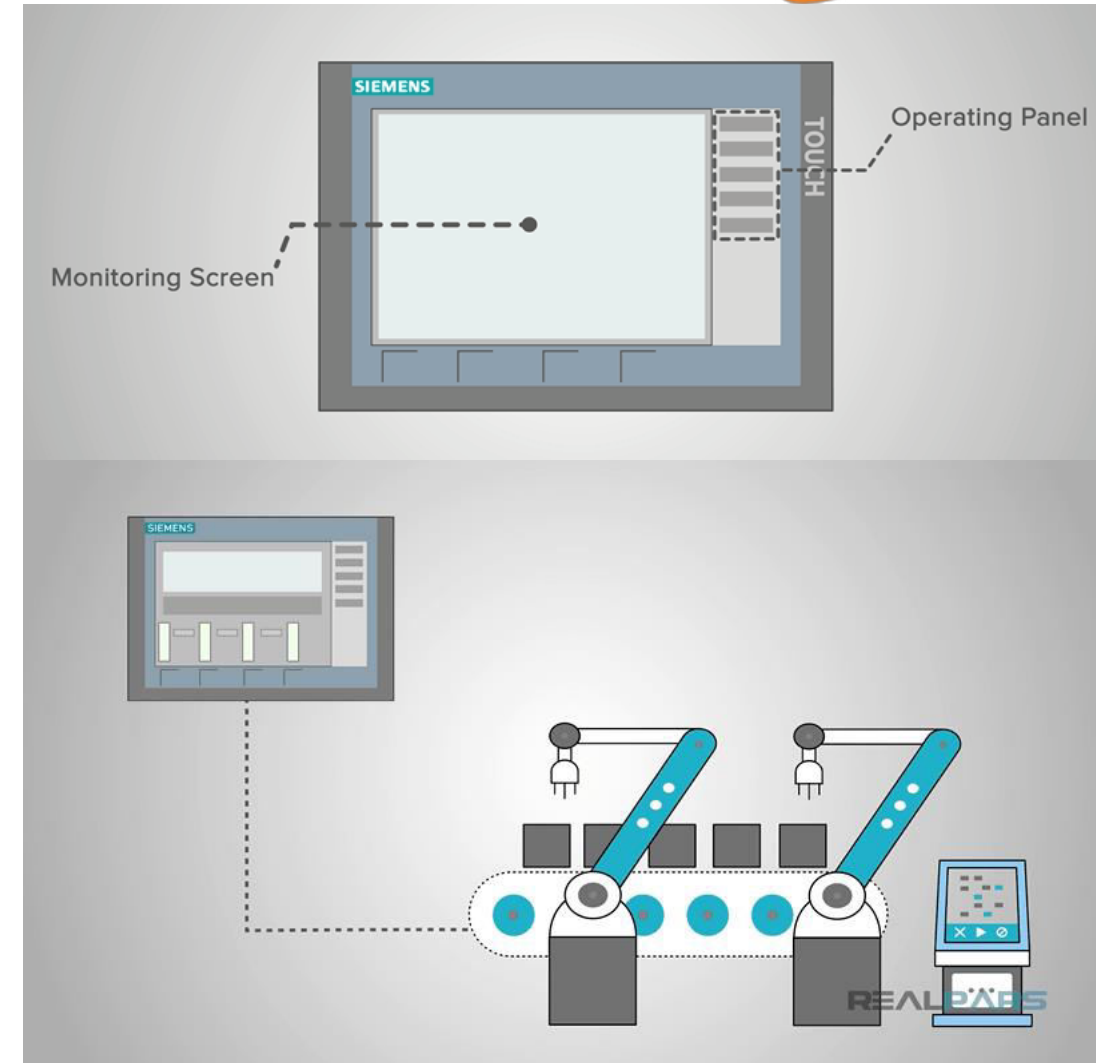 SIEMENS
Operating Panel
TOUCH
Monitoring Screen
SIEMENS
REALPARS